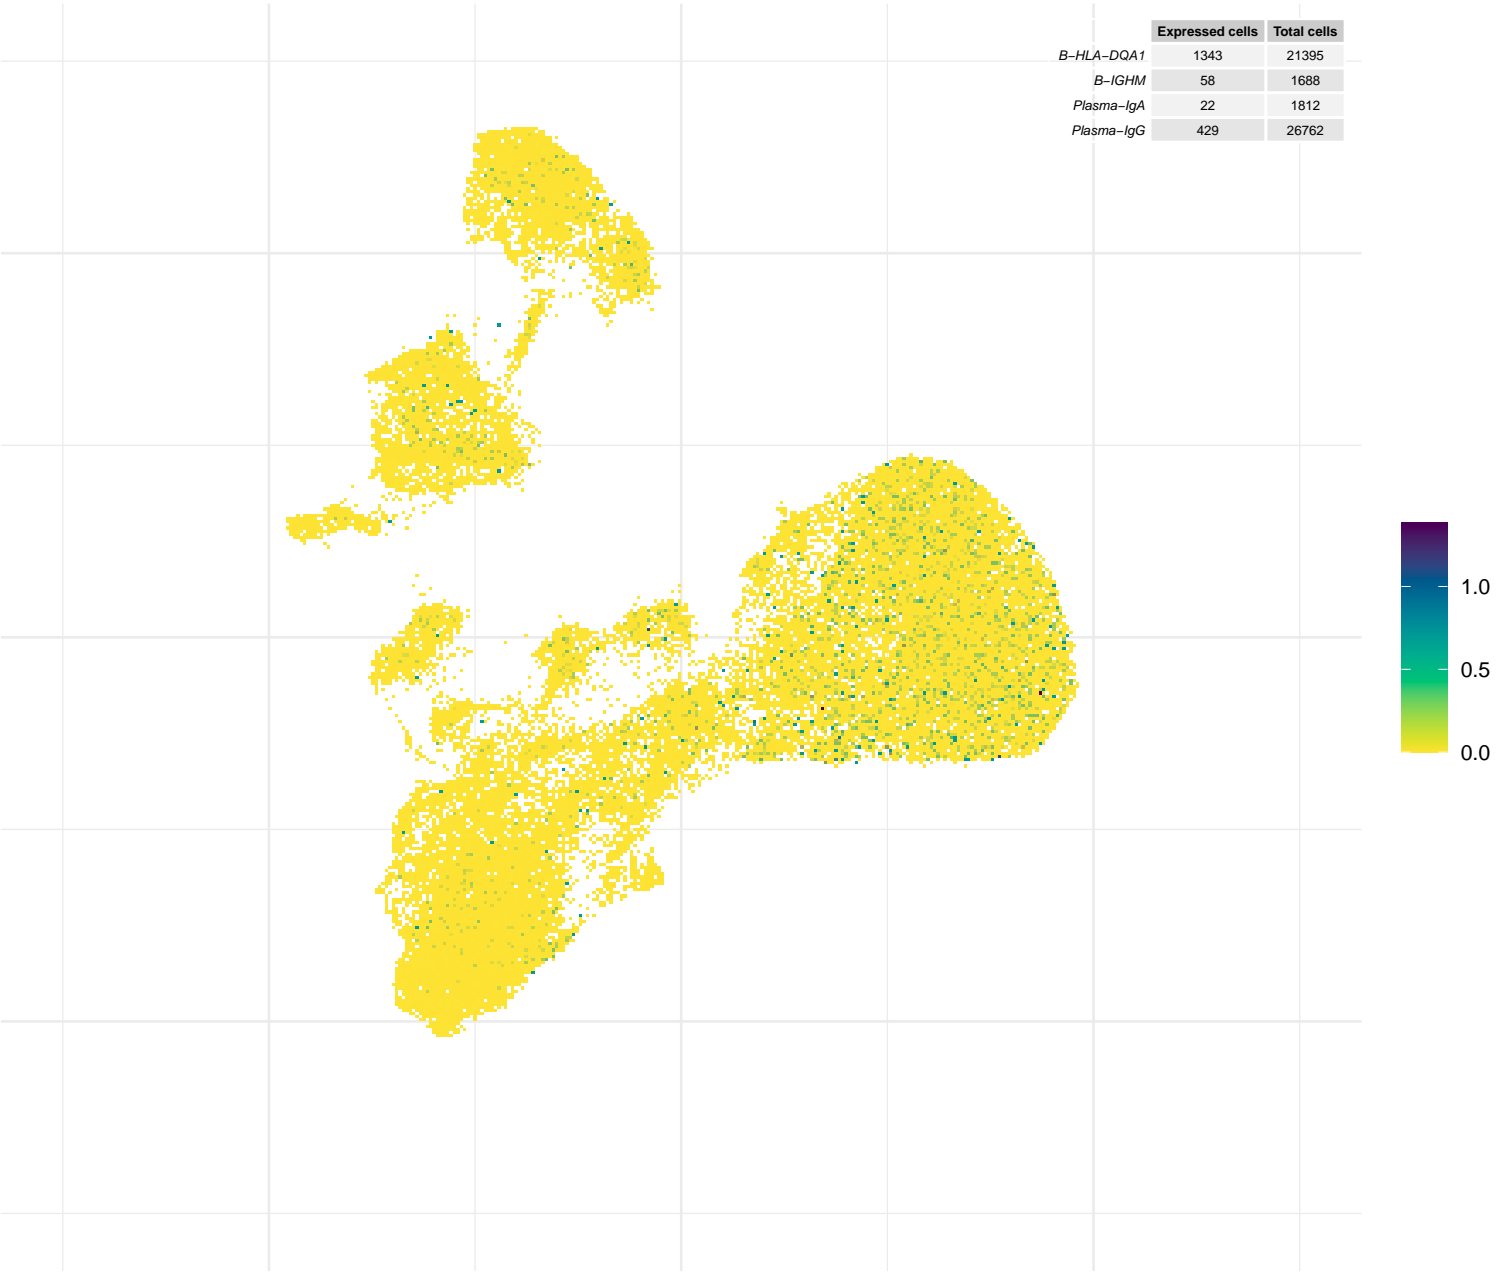 Expressed cells Total cells
B−HLA−DQA1 1343 21395
B−IGHM 58 1688
Plasma−IgA 22 1812
Plasma−IgG 429 26762
1.0
0.5
0.0